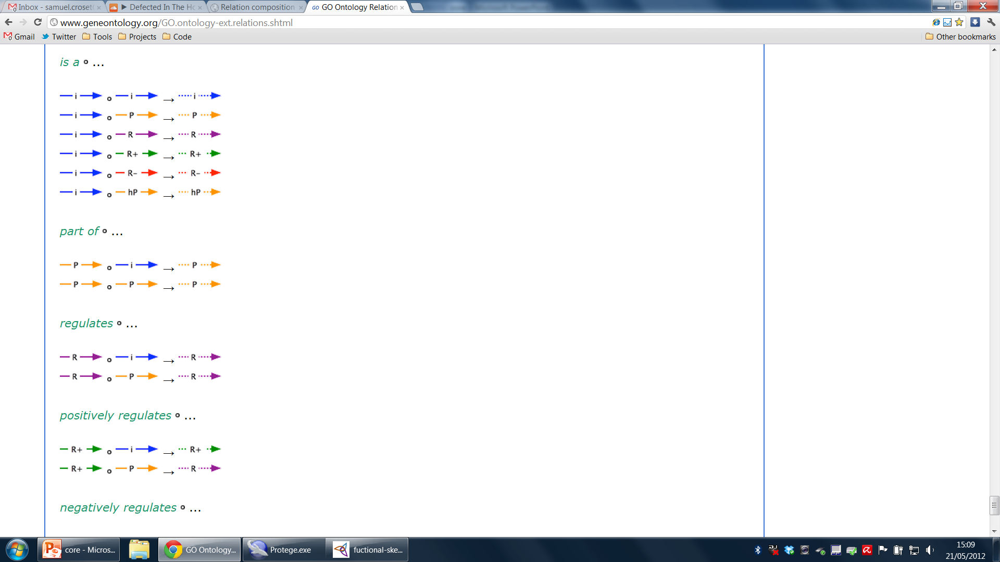 Inbox - samuel.croset
Defected In The Ho
Relation composition
GO Ontology Relation
www.geneontology.org/GO.ontology-ext.relations.shtml
Gmail Twitter Tools Projects Code Other bookmarks
is a ∘ ...
i ∘ i → i
i ∘ P → P
i ∘ R → R
i ∘ R+ → R+
i ∘ R- → R-
i ∘ hP → hP
part of ∘ ...
P ∘ i → P
P ∘ P → P
regulates ∘ ...
R ∘ i → R
R ∘ P → R
positively regulates ∘ ...
R+ ∘ i → R+
R+ ∘ P → R
negatively regulates ∘ ...
core - Micros...
GO Ontology...
Protege.exe
fuctional-ske...
15:09
21/05/2012